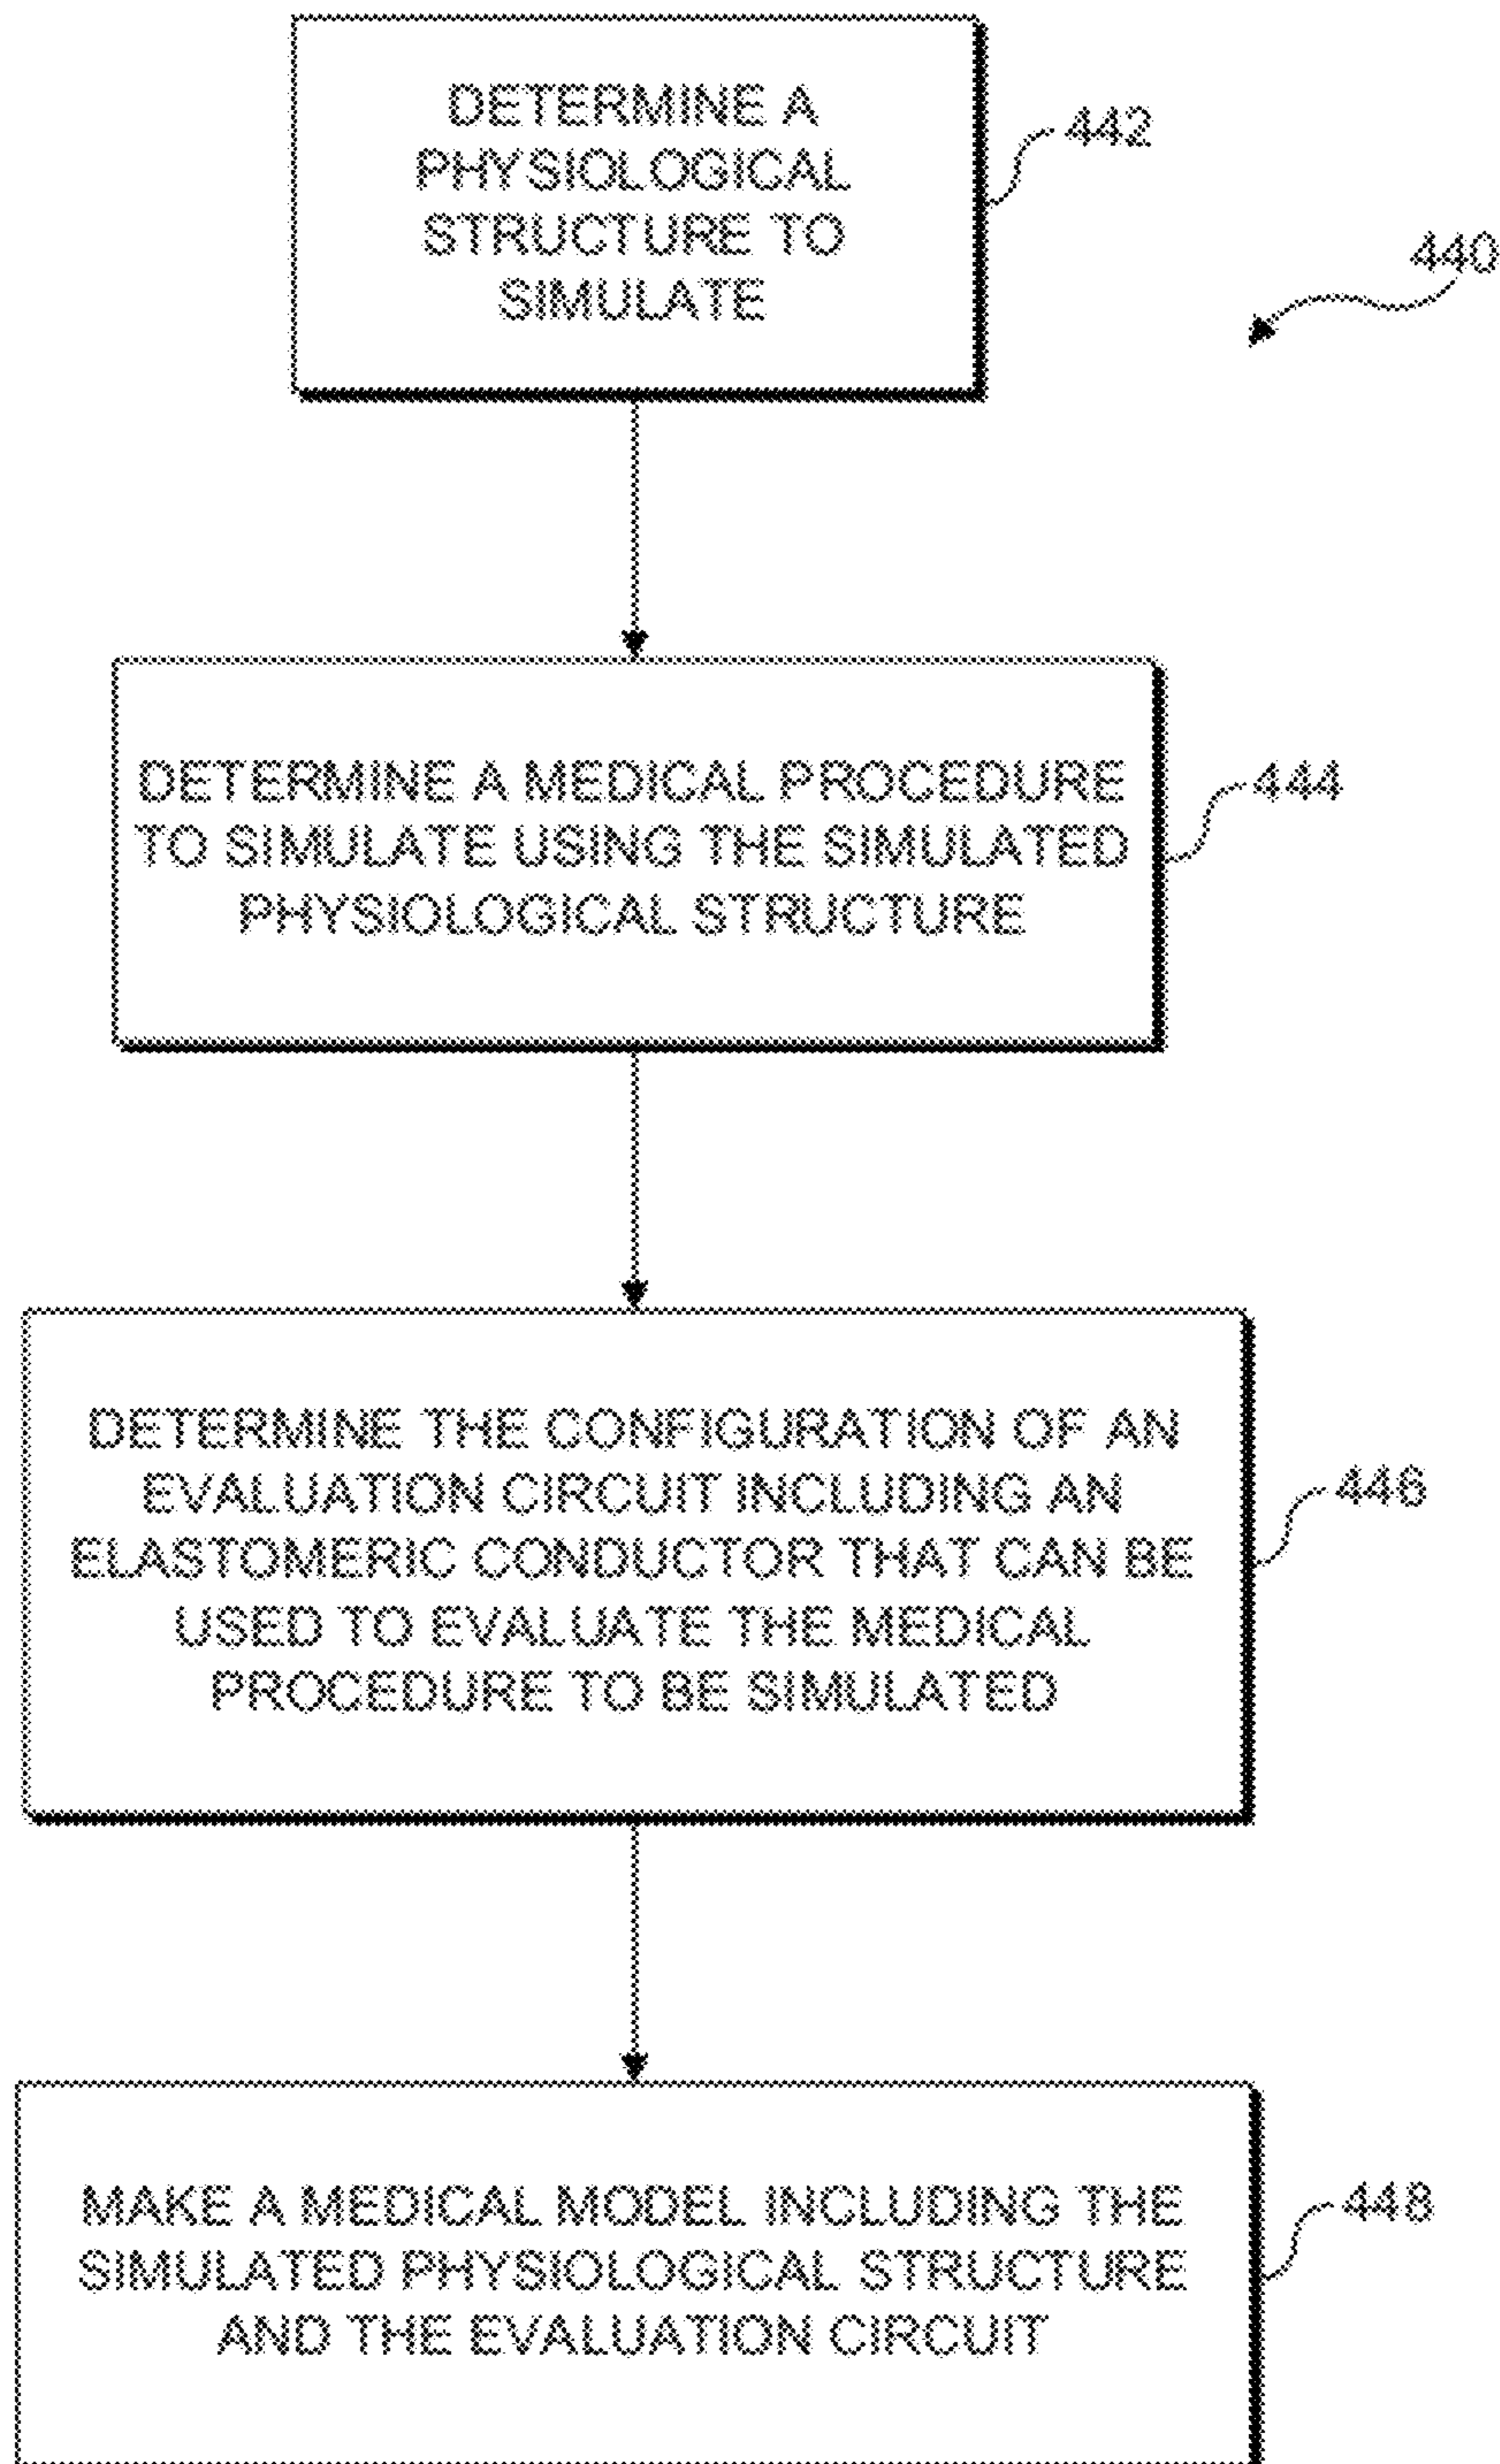 DETERMINE A
PHYSIOLOGICAL
STRUCTURE TO
SIMULATE
442
440
DETERMINE A MEDICAL PROCEDURE
TO SIMULATE USING THE SIMULATED
PHYSIOLOGICAL STRUCTURE
444
DETERMINE THE CONFIGURATION OF AN
EVALUATION CIRCUIT INCLUDING AN
ELASTOMERIC CONDUCTOR THAT CAN BE
USED TO EVALUATE THE MEDICAL
PROCEDURE TO BE SIMULATED
446
MAKE A MEDICAL MODEL INCLUDING THE
SIMULATED PHYSIOLOGICAL STRUCTURE
AND THE EVALUATION CIRCUIT
448